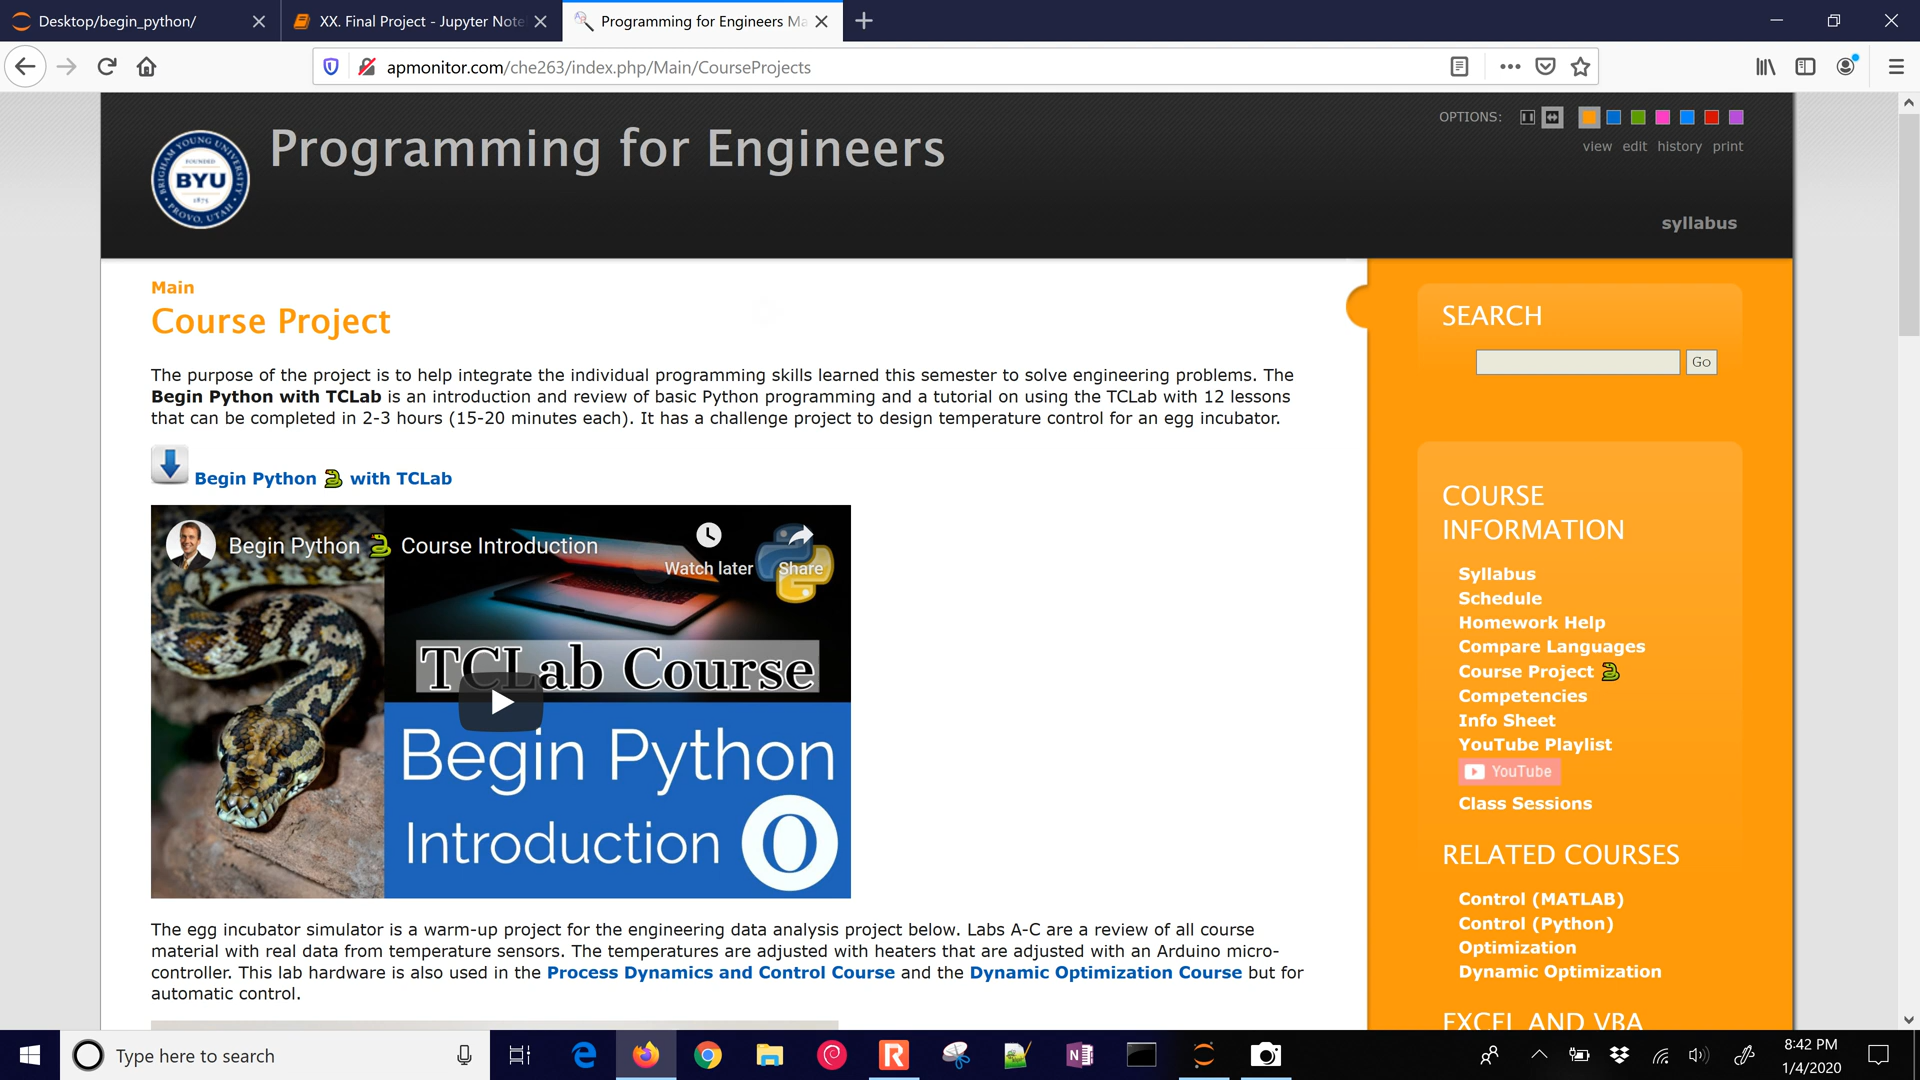 Desktop/begin_python/
XX. Final Project - Jupyter Note
Programming for Engineers Ma
apmonitor.com/che263/index.php/Main/CourseProjects
BRIGHAM YOUNG UNIVERSITY
FOUNDED
BYU
1875
PROVO, UTAH
Programming for Engineers
OPTIONS:
view edit history print
syllabus
Main
Course Project
The purpose of the project is to help integrate the individual programming skills learned this semester to solve engineering problems. The
Begin Python with TCLab is an introduction and review of basic Python programming and a tutorial on using the TCLab with 12 lessons
that can be completed in 2-3 hours (15-20 minutes each). It has a challenge project to design temperature control for an egg incubator.
Begin Python 🐍 with TCLab
Begin Python 🐍 Course Introduction
Watch later
Share
TCLab Course
Begin Python
Introduction
0
The egg incubator simulator is a warm-up project for the engineering data analysis project below. Labs A-C are a review of all course
material with real data from temperature sensors. The temperatures are adjusted with heaters that are adjusted with an Arduino micro-
controller. This lab hardware is also used in the Process Dynamics and Control Course and the Dynamic Optimization Course but for
automatic control.
SEARCH
Go
COURSE
INFORMATION
Syllabus
Schedule
Homework Help
Compare Languages
Course Project 🐍
Competencies
Info Sheet
YouTube Playlist
YouTube
Class Sessions
RELATED COURSES
Control (MATLAB)
Control (Python)
Optimization
Dynamic Optimization
EXCEL AND VBA
Type here to search
8:42 PM
1/4/2020